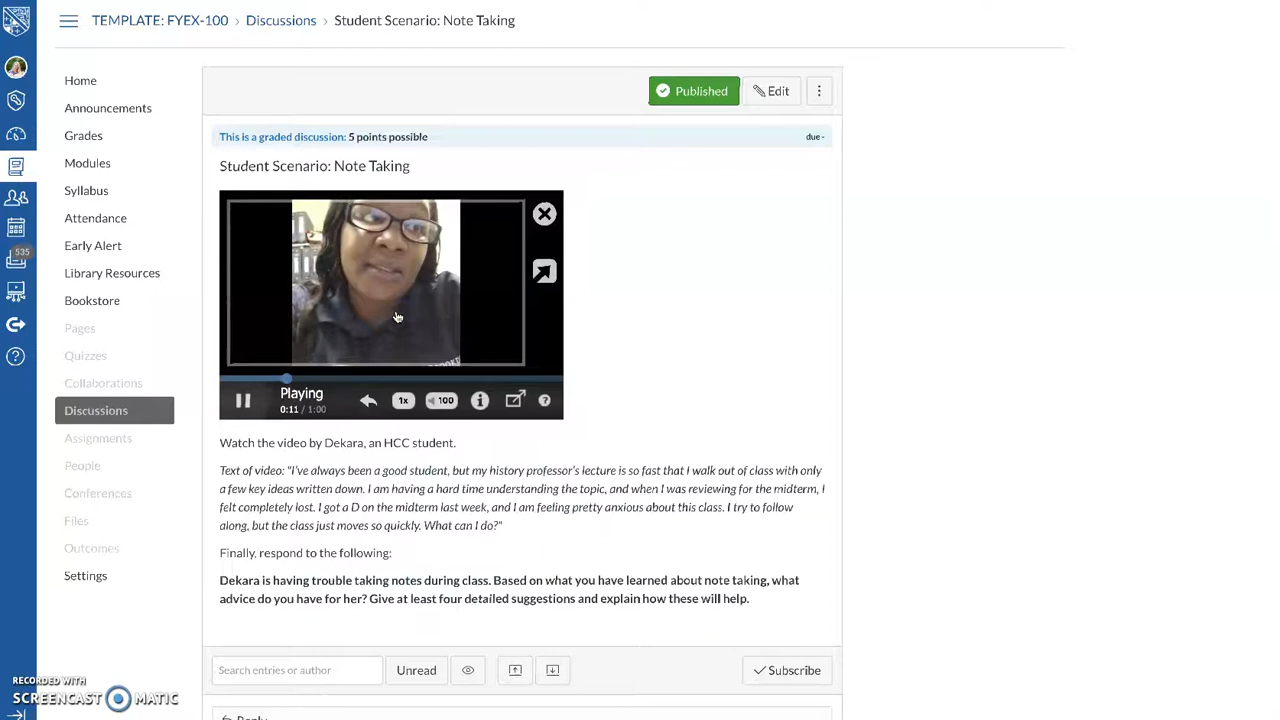 TEMPLATE: FYEX-100 › Discussions › Student Scenario: Note Taking
Home
Announcements
Grades
Modules
Syllabus
Attendance
Early Alert
Library Resources
Bookstore
Pages
Quizzes
Collaborations
Discussions
Assignments
People
Conferences
Files
Outcomes
Settings
535
Published
Edit
This is a graded discussion: 5 points possible
due -
Student Scenario: Note Taking
Playing
0:11 / 1:00
1x
100
Watch the video by Dekara, an HCC student.
Text of video: "I've always been a good student, but my history professor's lecture is so fast that I walk out of class with only
a few key ideas written down. I am having a hard time understanding the topic, and when I was reviewing for the midterm, I
felt completely lost. I got a D on the midterm last week, and I am feeling pretty anxious about this class. I try to follow
along, but the class just moves so quickly. What can I do?"
Finally, respond to the following:
Dekara is having trouble taking notes during class. Based on what you have learned about note taking, what
advice do you have for her? Give at least four detailed suggestions and explain how these will help.
Search entries or author
Unread
Subscribe
Reply
RECORDED WITH
SCREENCAST MATIC